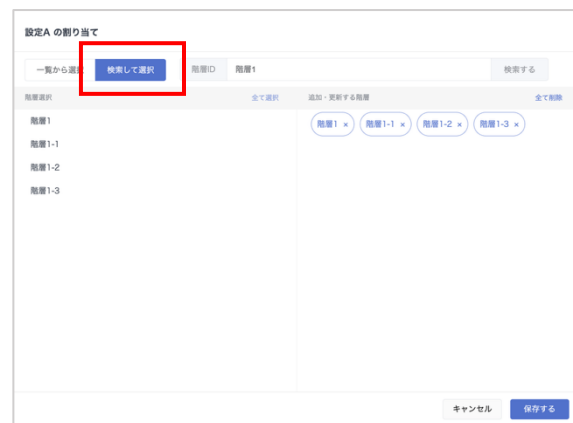 設定A の割り当て
一覧から選択 検索して選択 階層ID 階層1 検索する
階層選択 全て選択 追加・更新する階層 全て削除
階層1 階層1 × 階層1-1 × 階層1-2 × 階層1-3 ×
階層1-1
階層1-2
階層1-3
キャンセル 保存する